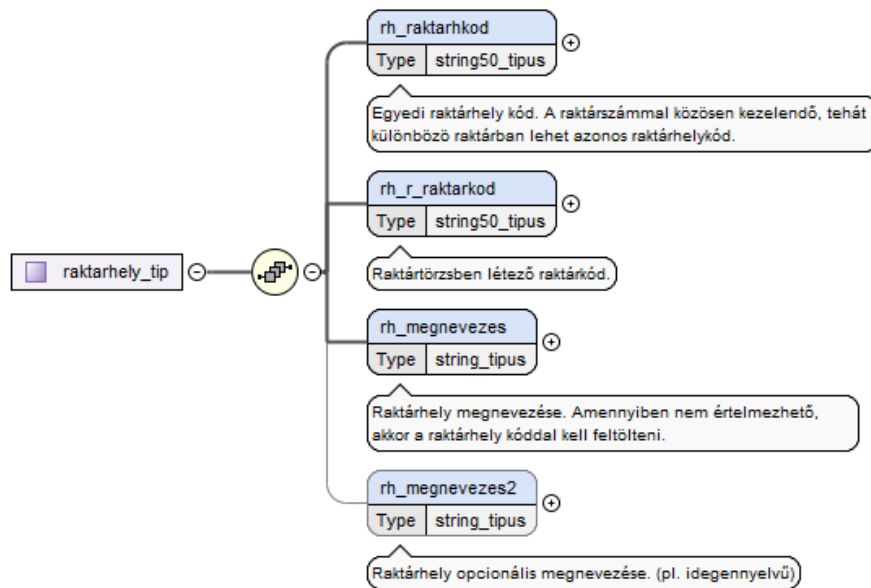 rh_raktarhkod
Type string50_tipus
Egyedi raktárhely kód. A raktárszámmal közösen kezelendő, tehát
különböző raktárban lehet azonos raktárhelykód.
rh_r_raktarkod
Type string50_tipus
raktarhely_tip
Raktártörzsben létező raktárkód.
rh_megnevezes
Type string_tipus
Raktárhely megnevezése. Amennyiben nem értelmezhető,
akkor a raktárhely kóddal kell feltölteni.
rh_megnevezes2
Type string_tipus
Raktárhely opcionális megnevezése. (pl. idegennyelvű)